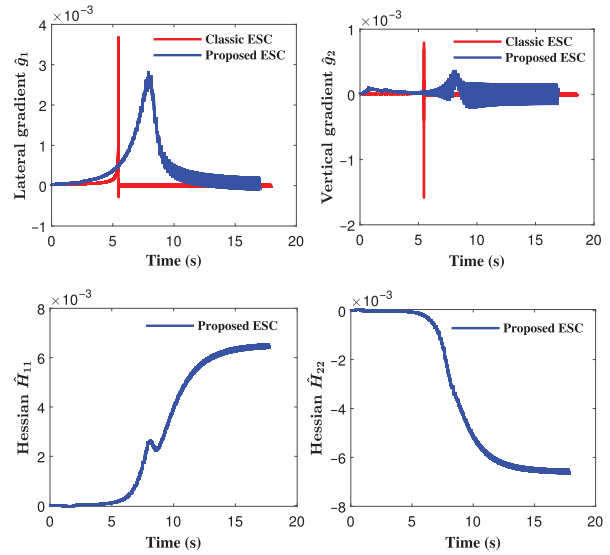 ×10⁻³
Lateral gradient ĝ₁
4
3
2
1
0
−1
Classic ESC
Proposed ESC
0 5 10 15 20
Time (s)
×10⁻³
Vertical gradient ĝ₂
1
0
−1
−2
Classic ESC
Proposed ESC
0 5 10 15 20
Time (s)
×10⁻³
Hessian Ĥ₁₁
8
6
4
2
0
Proposed ESC
0 5 10 15 20
Time (s)
×10⁻³
Hessian Ĥ₂₂
0
−2
−4
−6
−8
Proposed ESC
0 5 10 15 20
Time (s)